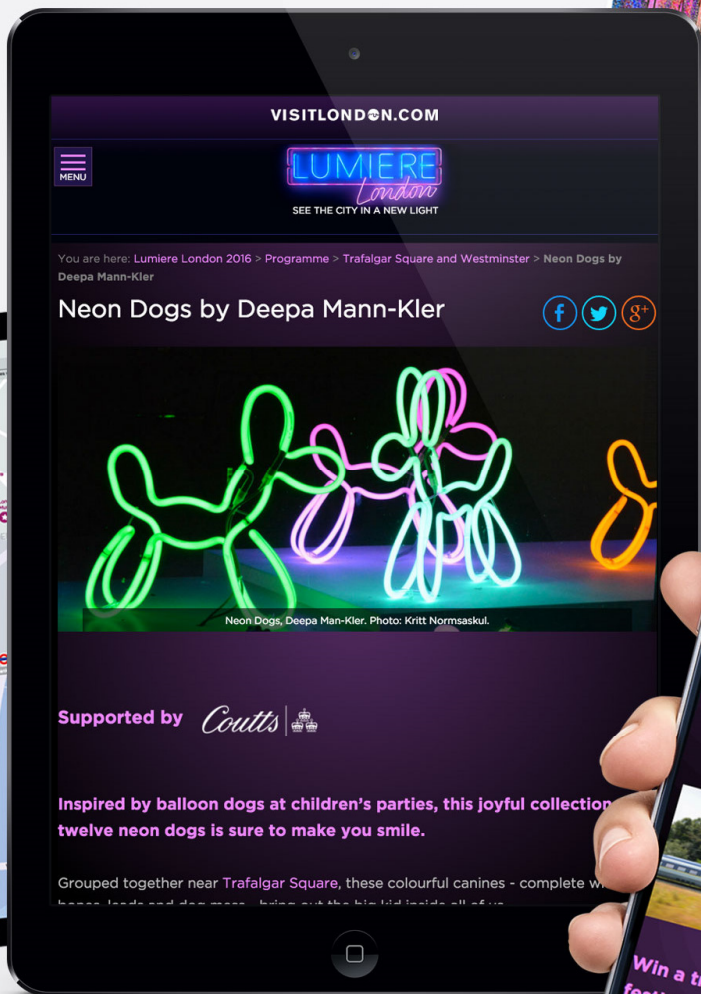 VISITLONDON.COM
MENU
LUMIERE
London
SEE THE CITY IN A NEW LIGHT
You are here: Lumiere London 2016 > Programme > Trafalgar Square and Westminster > Neon Dogs by
Deepa Mann-Kler
Neon Dogs by Deepa Mann-Kler
f
g+
Neon Dogs, Deepa Man-Kler. Photo: Kritt Normsaskul.
Supported by Coutts
Inspired by balloon dogs at children's parties, this joyful collection
twelve neon dogs is sure to make you smile.
Grouped together near Trafalgar Square, these colourful canines - complete
Win a